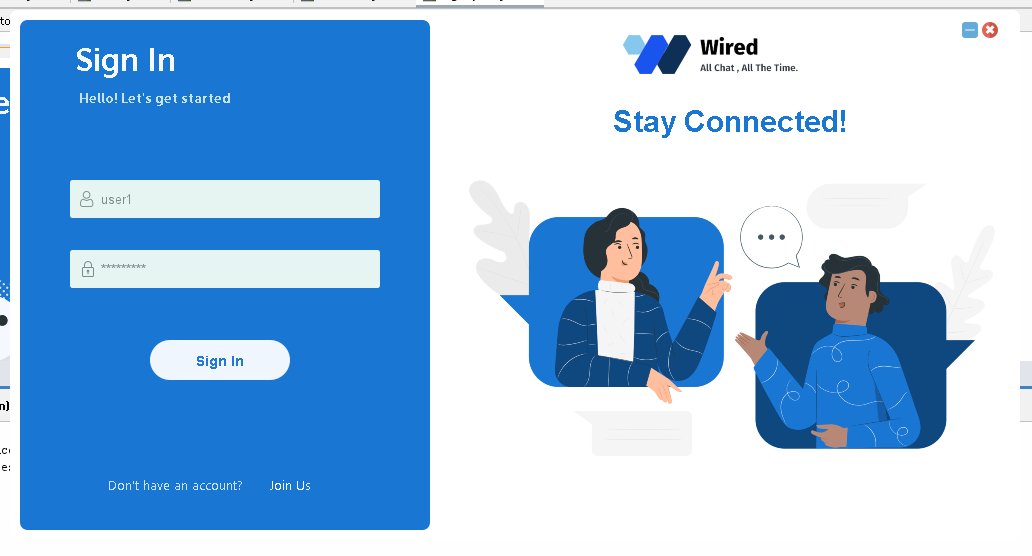 Sign In
Hello! Let's get started
user1
*********
Sign In
Don't have an account? Join Us
Wired
All Chat , All The Time.
Stay Connected!